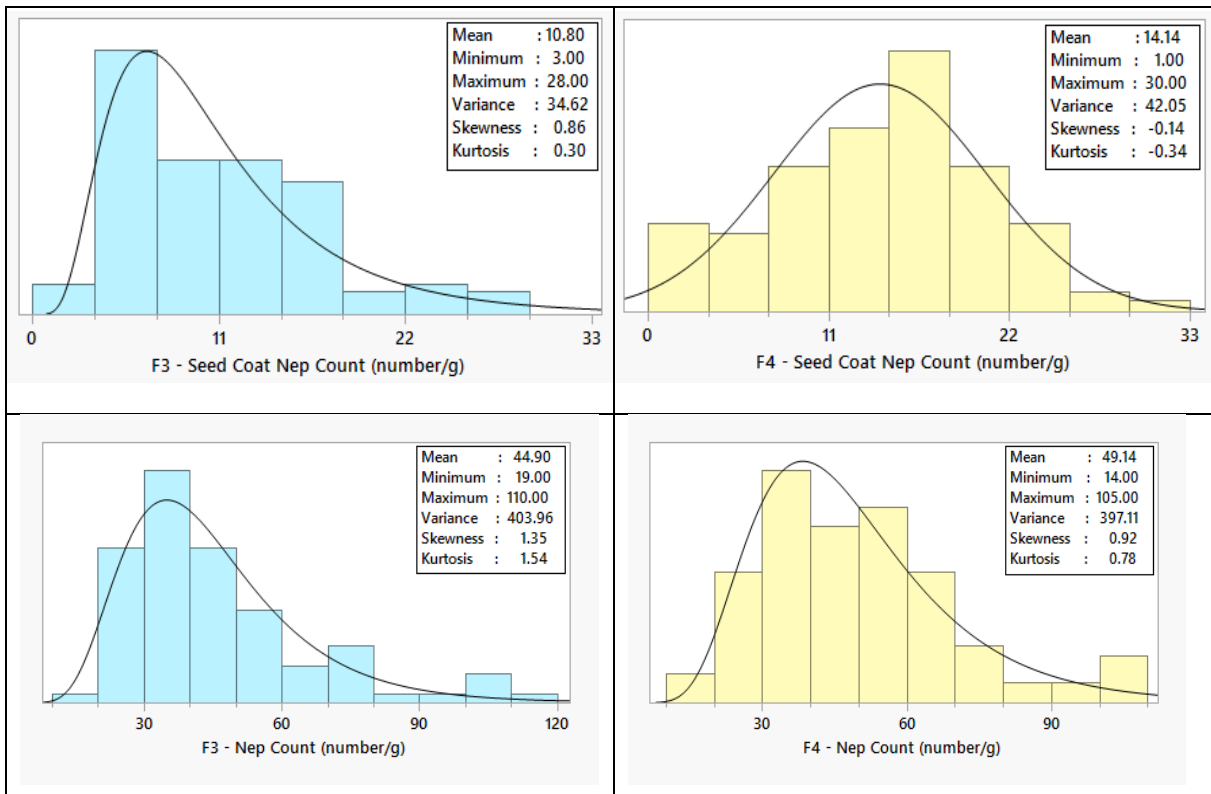 Mean : 10.80
Minimum : 3.00
Maximum : 28.00
Variance : 34.62
Skewness : 0.86
Kurtosis : 0.30
0 11 22 33
F3 - Seed Coat Nep Count (number/g)
Mean : 14.14
Minimum : 1.00
Maximum : 30.00
Variance : 42.05
Skewness : -0.14
Kurtosis : -0.34
0 11 22 33
F4 - Seed Coat Nep Count (number/g)
Mean : 44.90
Minimum : 19.00
Maximum : 110.00
Variance : 403.96
Skewness : 1.35
Kurtosis : 1.54
30 60 90 120
F3 - Nep Count (number/g)
Mean : 49.14
Minimum : 14.00
Maximum : 105.00
Variance : 397.11
Skewness : 0.92
Kurtosis : 0.78
30 60 90
F4 - Nep Count (number/g)